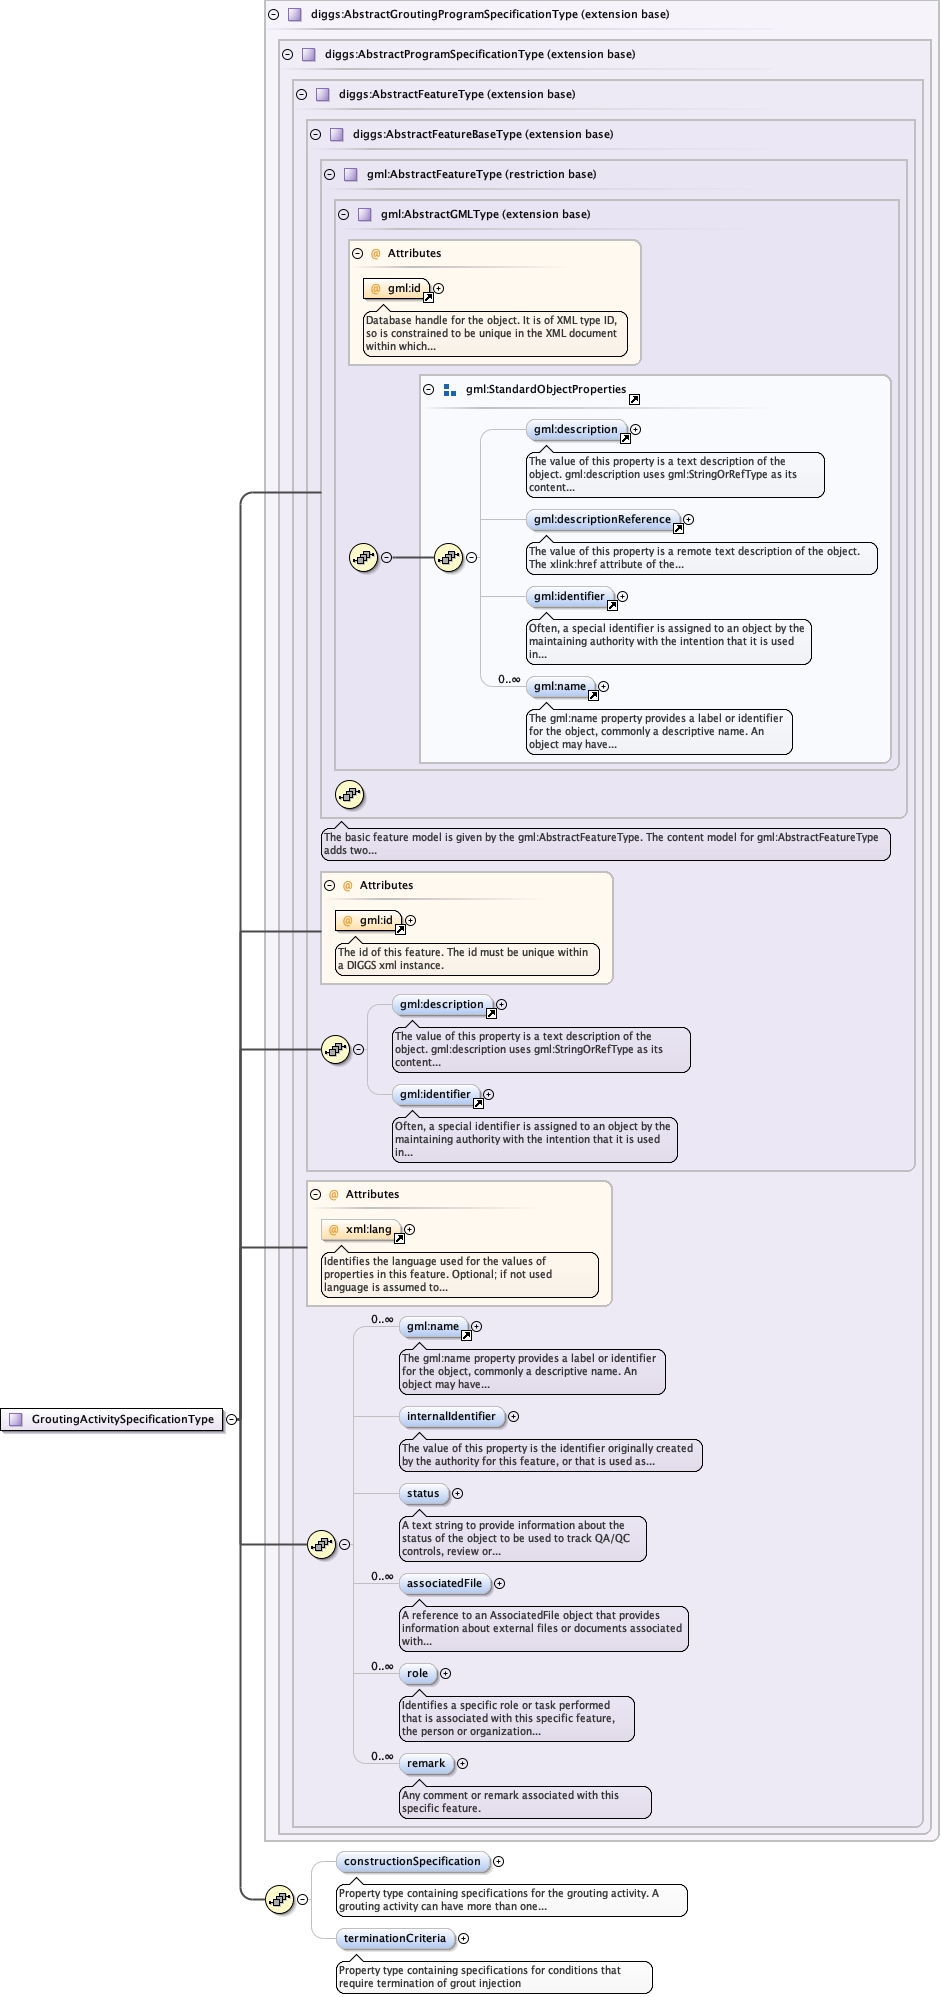 diggs:AbstractGroutingProgramSpecificationType (extension base)
diggs:AbstractProgramSpecificationType (extension base)
diggs:AbstractFeatureType (extension base)
diggs:AbstractFeatureBaseType (extension base)
gml:AbstractFeatureType (restriction base)
gml:AbstractGMLType (extension base)
@ Attributes
@ gml:id
Database handle for the object. It is of XML type ID,
so is constrained to be unique in the XML document
within which...
gml:StandardObjectProperties
gml:description
The value of this property is a text description of the
object. gml:description uses gml:StringOrRefType as its
content...
gml:descriptionReference
The value of this property is a remote text description of the object.
The xlink:href attribute of the...
gml:identifier
Often, a special identifier is assigned to an object by the
maintaining authority with the intention that it is used
in...
0..∞ gml:name
The gml:name property provides a label or identifier
for the object, commonly a descriptive name. An
object may have...
The basic feature model is given by the gml:AbstractFeatureType. The content model for gml:AbstractFeatureType
adds two...
@ Attributes
@ gml:id
The id of this feature. The id must be unique within
a DIGGS xml instance.
gml:description
The value of this property is a text description of the
object. gml:description uses gml:StringOrRefType as its
content...
gml:identifier
Often, a special identifier is assigned to an object by the
maintaining authority with the intention that it is used
in...
@ Attributes
@ xml:lang
Identifies the language used for the values of
properties in this feature. Optional; if not used
language is assumed to...
0..∞ gml:name
The gml:name property provides a label or identifier
for the object, commonly a descriptive name. An
object may have...
GroutingActivitySpecificationType
internalIdentifier
The value of this property is the identifier originally created
by the authority for this feature, or that is used as...
status
A text string to provide information about the
status of the object to be used to track QA/QC
controls, review or...
0..∞ associatedFile
A reference to an AssociatedFile object that provides
information about external files or documents associated
with...
0..∞ role
Identifies a specific role or task performed
that is associated with this specific feature,
the person or organization...
0..∞ remark
Any comment or remark associated with this
specific feature.
constructionSpecification
Property type containing specifications for the grouting activity. A
grouting activity can have more than one...
terminationCriteria
Property type containing specifications for conditions that
require termination of grout injection